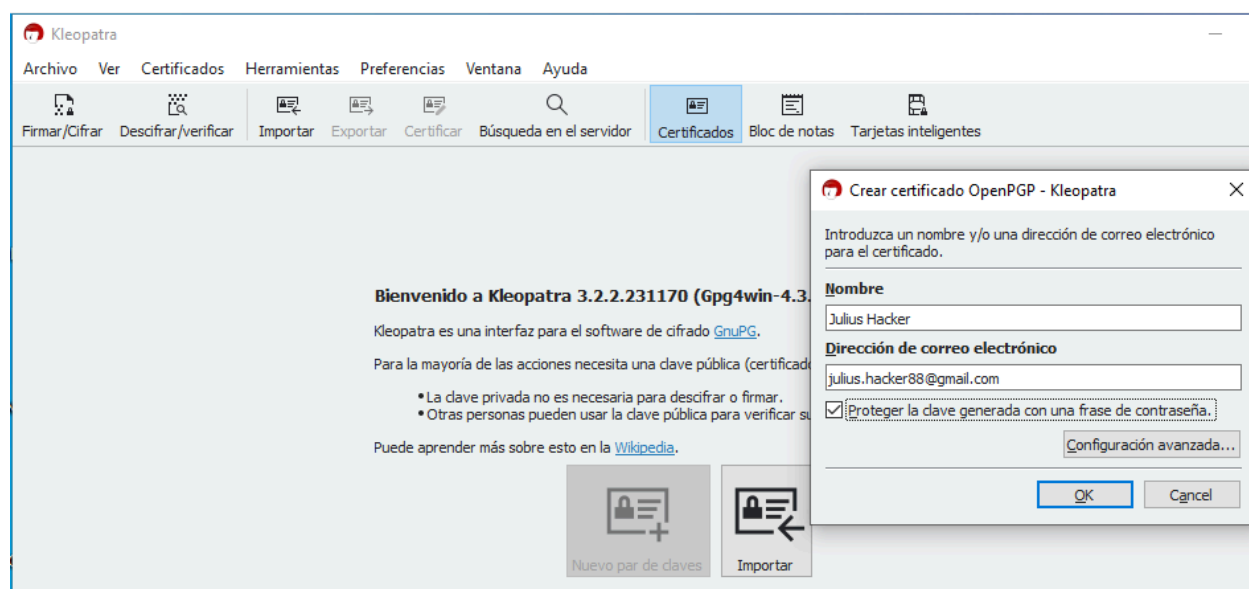 Kleopatra
Archivo Ver Certificados Herramientas Preferencias Ventana Ayuda
Firmar/Cifrar Descifrar/verificar Importar Exportar Certificar Búsqueda en el servidor Certificados Bloc de notas Tarjetas inteligentes
Bienvenido a Kleopatra 3.2.2.231170 (Gpg4win-4.3.
Kleopatra es una interfaz para el software de cifrado GnuPG.
Para la mayoría de las acciones necesita una clave pública (certificado
•La clave privada no es necesaria para descifrar o firmar.
•Otras personas pueden usar la clave pública para verificar su
Puede aprender más sobre esto en la Wikipedia.
Nuevo par de claves
Importar
Crear certificado OpenPGP - Kleopatra
Introduzca un nombre y/o una dirección de correo electrónico
para el certificado.
Nombre
Julius Hacker
Dirección de correo electrónico
julius.hacker88@gmail.com
Proteger la clave generada con una frase de contraseña.
Configuración avanzada...
OK Cancel